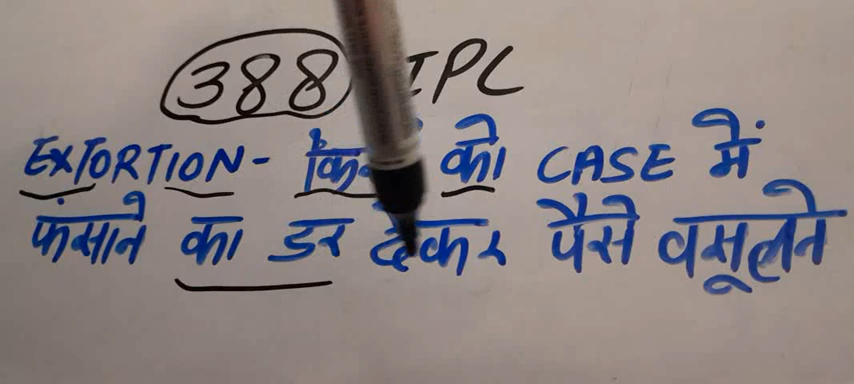 388 IPC
EXTORTION - को CASE में
फंसाने का डर देकर पैसे वसूलने